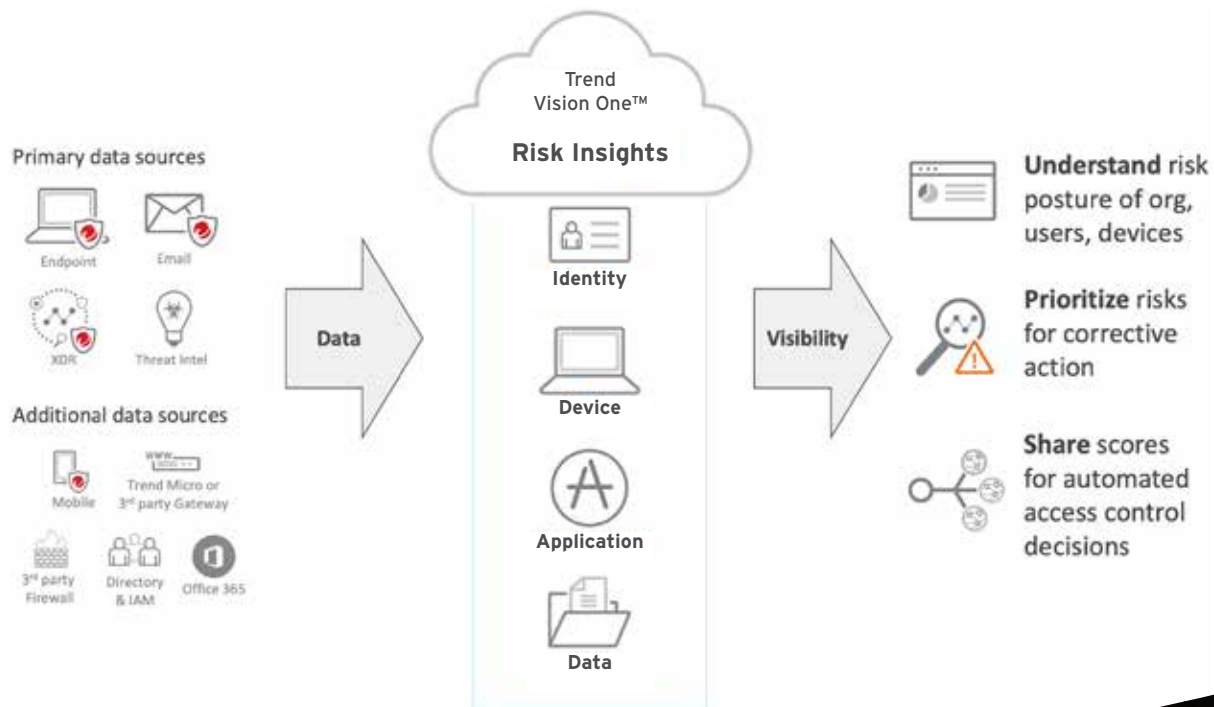 Trend
Vision One™
Risk Insights
Primary data sources
Endpoint
Email
XDR
Threat Intel
Additional data sources
Mobile
WWW
Trend Micro or
3rd party Gateway
3rd party
Firewall
Directory
& IAM
Office 365
Data
Identity
Device
Application
Data
Visibility
Understand risk
posture of org,
users, devices
Prioritize risks
for corrective
action
Share scores
for automated
access control
decisions